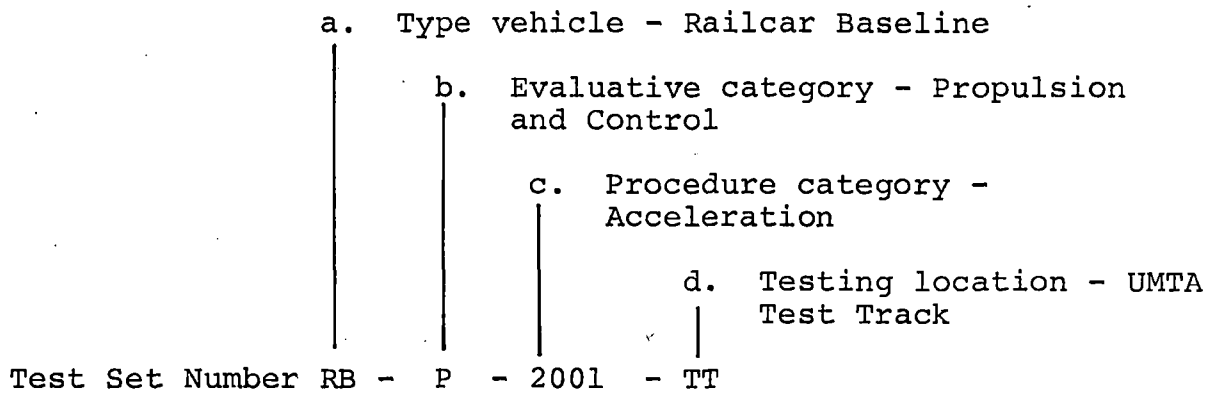 a. Type vehicle - Railcar Baseline
b. Evaluative category - Propulsion
and Control
c. Procedure category -
Acceleration
d. Testing location - UMTA
Test Track
Test Set Number RB - P - 2001 - TT